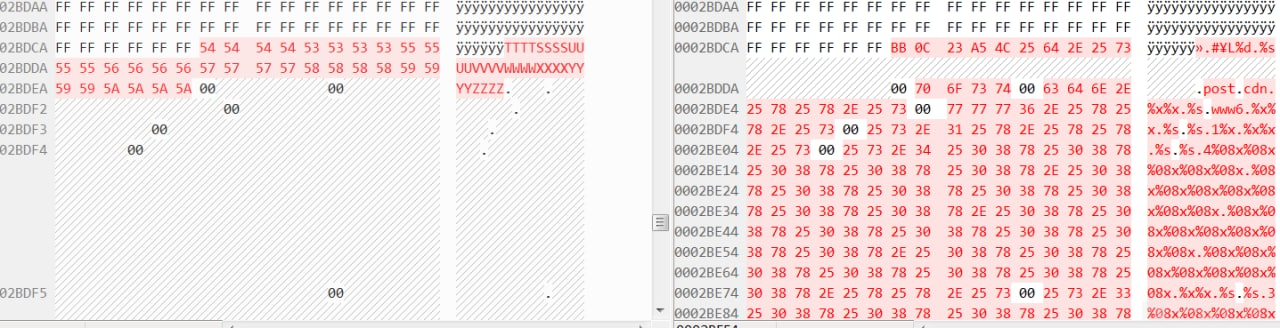 02BDAA FF FF FF FF FF FF FF FF FF FF FF FF FF FF FF FF ÿÿÿÿÿÿÿÿÿÿÿÿÿÿÿÿ
02BDBA FF FF FF FF FF FF FF FF FF FF FF FF FF FF FF FF ÿÿÿÿÿÿÿÿÿÿÿÿÿÿÿÿ
02BDCA FF FF FF FF FF FF 54 54 54 54 53 53 53 53 55 55 ÿÿÿÿÿÿTTTTSSSSUU
02BDDA 55 55 56 56 56 56 57 57 57 57 58 58 58 58 59 59 UUVVVVWWWWXXXXYY
02BDEA 59 59 5A 5A 5A 5A 00 00 YYZZZZ. .
02BDF2 00 .
02BDF3 00 .
02BDF4 00 .
02BDF5 00 .
0002BDAA FF FF FF FF FF FF FF FF FF FF FF FF FF FF FF FF ÿÿÿÿÿÿÿÿÿÿÿÿÿÿÿÿ
0002BDBA FF FF FF FF FF FF FF FF FF FF FF FF FF FF FF FF ÿÿÿÿÿÿÿÿÿÿÿÿÿÿÿÿ
0002BDCA FF FF FF FF FF FF BB 0C 23 A5 4C 25 64 2E 25 73 ÿÿÿÿÿÿ».#¥L%d.%s
0002BDDA 00 70 6F 73 74 00 63 64 6E 2E .post.cdn.
0002BDE4 25 78 25 78 2E 25 73 00 77 77 77 36 2E 25 78 25 %x%x.%s.www6.%x%
0002BDF4 78 2E 25 73 00 25 73 2E 31 25 78 2E 25 78 25 78 x.%s.%s.1%x.%x%x
0002BE04 2E 25 73 00 25 73 2E 34 25 30 38 78 25 30 38 78 .%s.%s.4%08x%08x
0002BE14 25 30 38 78 25 30 38 78 25 30 38 78 2E 25 30 38 %08x%08x%08x.%08
0002BE24 78 25 30 38 78 25 30 38 78 25 30 38 78 25 30 38 x%08x%08x%08x%08
0002BE34 78 25 30 38 78 25 30 38 78 2E 25 30 38 78 25 30 x%08x%08x.%08x%0
0002BE44 38 78 25 30 38 78 25 30 38 78 25 30 38 78 25 30 8x%08x%08x%08x%0
0002BE54 38 78 25 30 38 78 2E 25 30 38 78 25 30 38 78 25 8x%08x.%08x%08x%
0002BE64 30 38 78 25 30 38 78 25 30 38 78 25 30 38 78 25 08x%08x%08x%08x%
0002BE74 30 38 78 2E 25 78 25 78 2E 25 73 00 25 73 2E 33 08x.%x%x.%s.%s.3
0002BE84 25 30 38 78 25 30 38 78 25 30 38 78 2E 25 30 38 %08x%08x%08x.%08